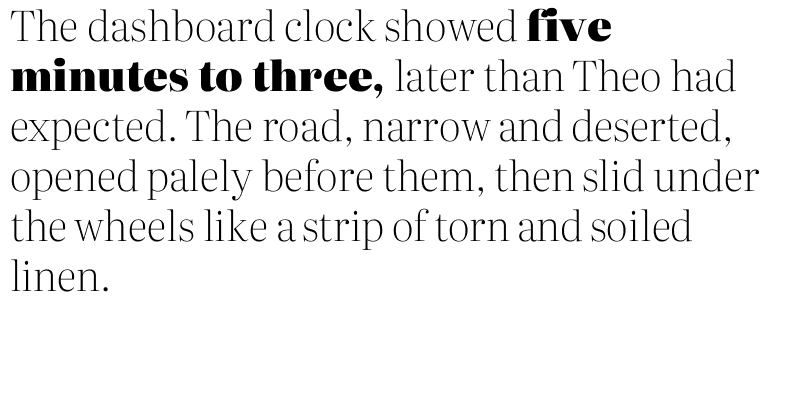 The dashboard clock showed five
minutes to three, later than Theo had
expected. The road, narrow and deserted,
opened palely before them, then slid under
the wheels like a strip of torn and soiled
linen.